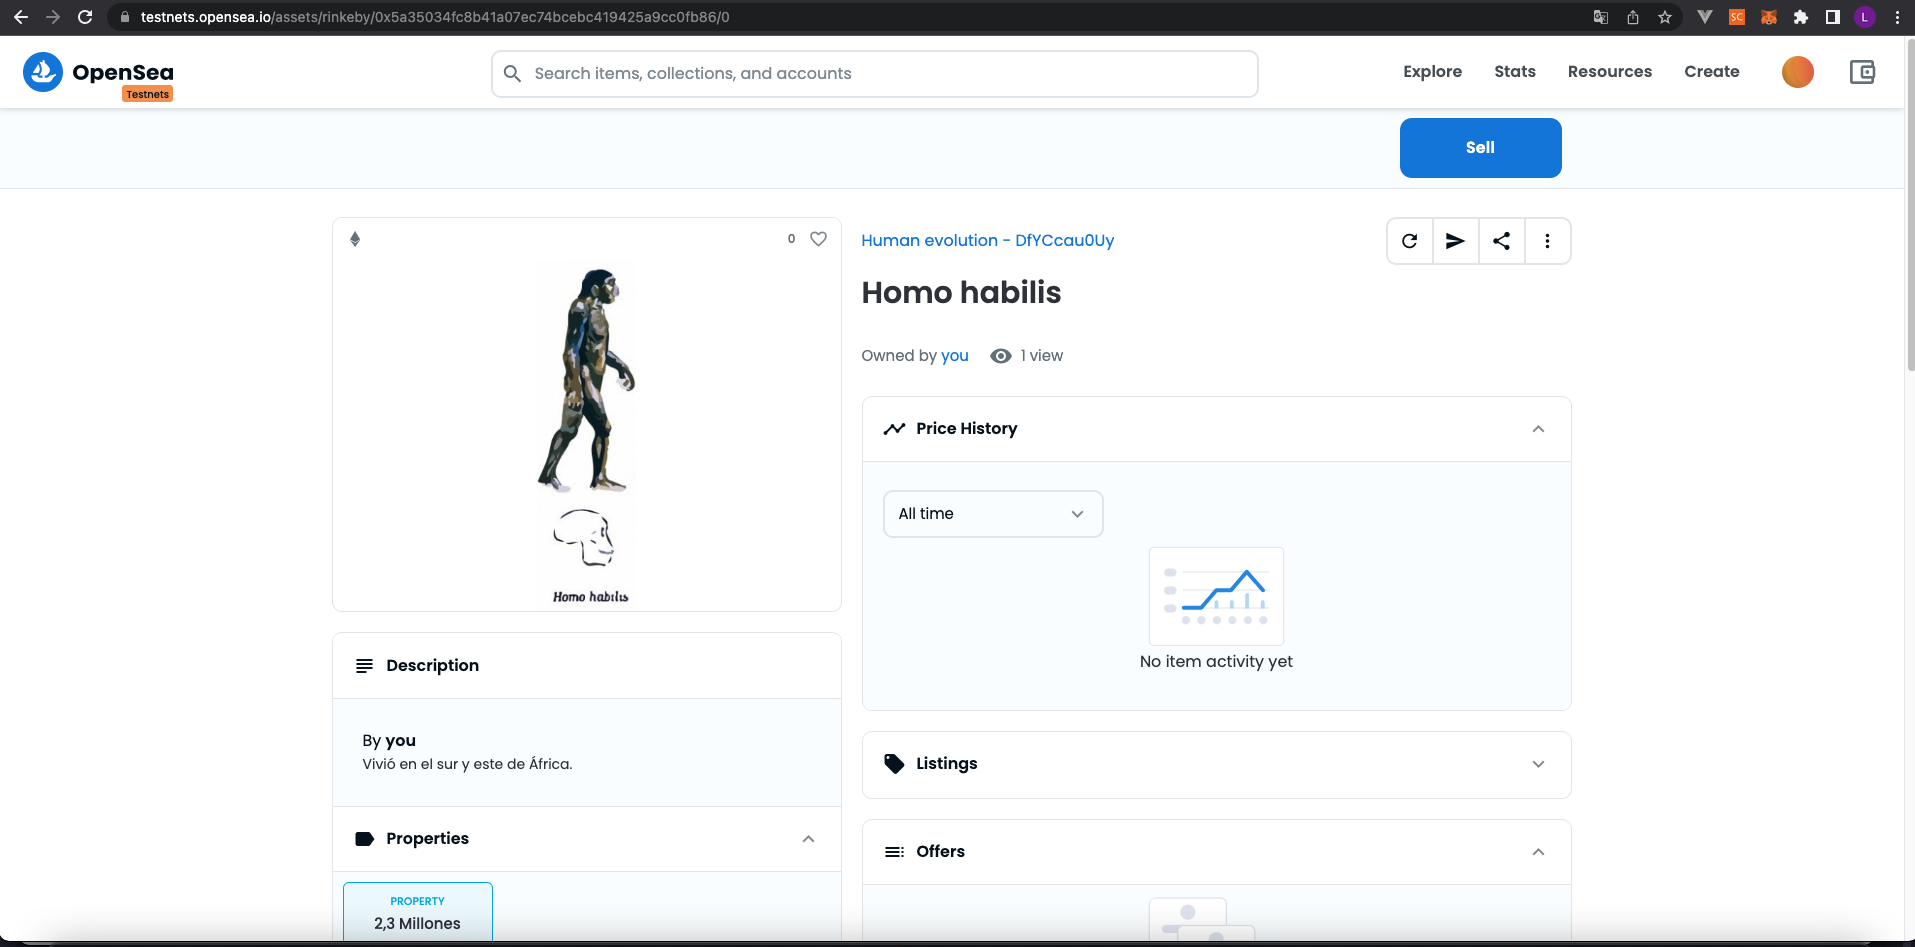 testnets.opensea.io/assets/rinkeby/0x5a35034fc8b41a07ec74bcebc419425a9cc0fb86/0
SC
L
OpenSea
Testnets
Search items, collections, and accounts
Explore
Stats
Resources
Create
Sell
0
Homo habilis
Description
By you
Vivió en el sur y este de África.
Properties
PROPERTY
2,3 Millones
Human evolution - DfYCcau0Uy
Homo habilis
Owned by you
1 view
Price History
All time
No item activity yet
Listings
Offers